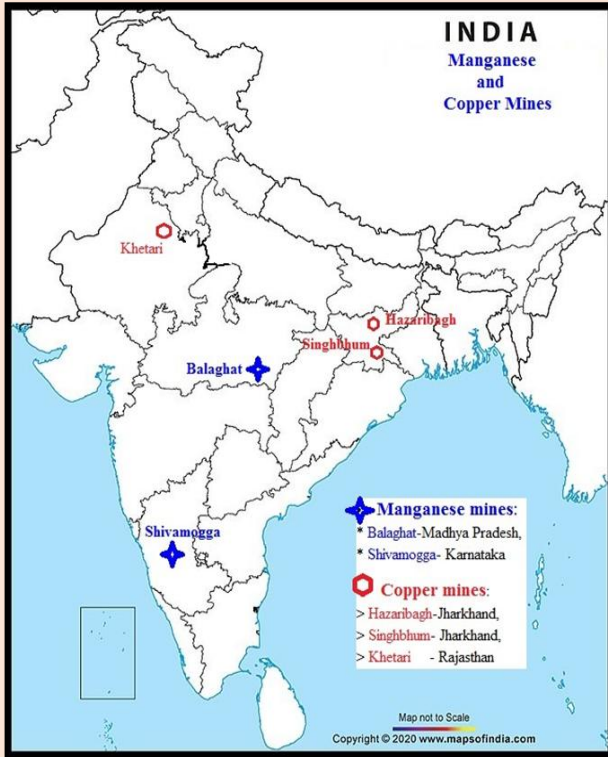 INDIA
Manganese
and
Copper Mines
Khetari
Hazaribagh
Singhbhum
Balaghat
Shivamogga
Manganese mines:
* Balaghat-Madhya Pradesh,
* Shivamogga- Karnataka
Copper mines:
> Hazaribagh-Jharkhand,
> Singhbhum- Jharkhand,
> Khetari - Rajasthan
Map not to Scale
Copyright © 2020 www.mapsofindia.com